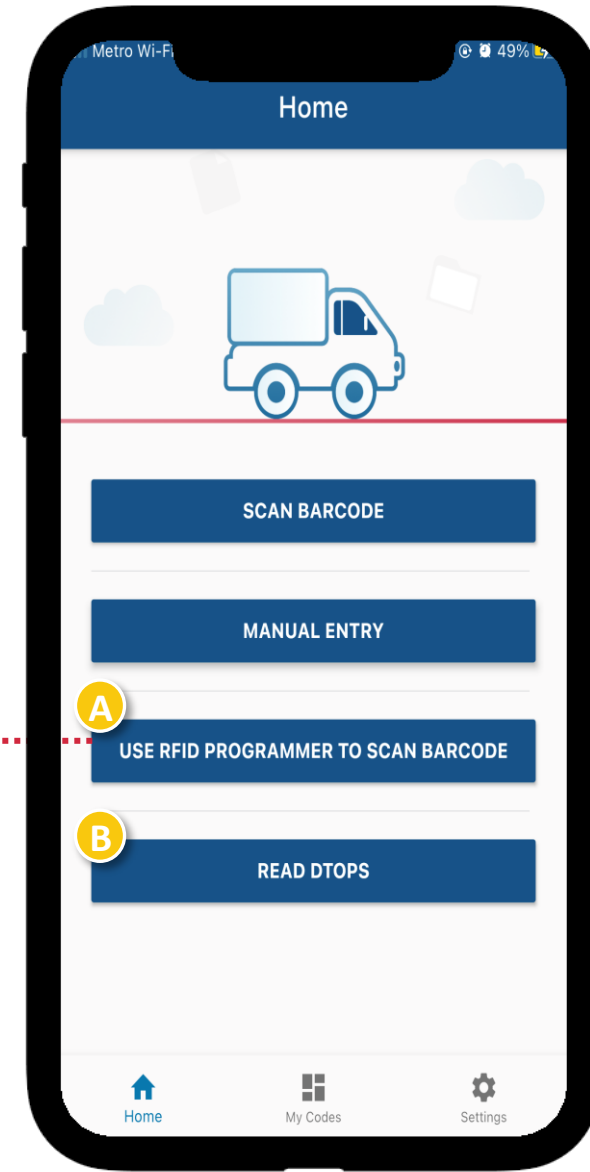 Metro Wi-Fi 49%
Home
SCAN BARCODE
MANUAL ENTRY
A
USE RFID PROGRAMMER TO SCAN BARCODE
B
READ DTOPS
Home My Codes Settings